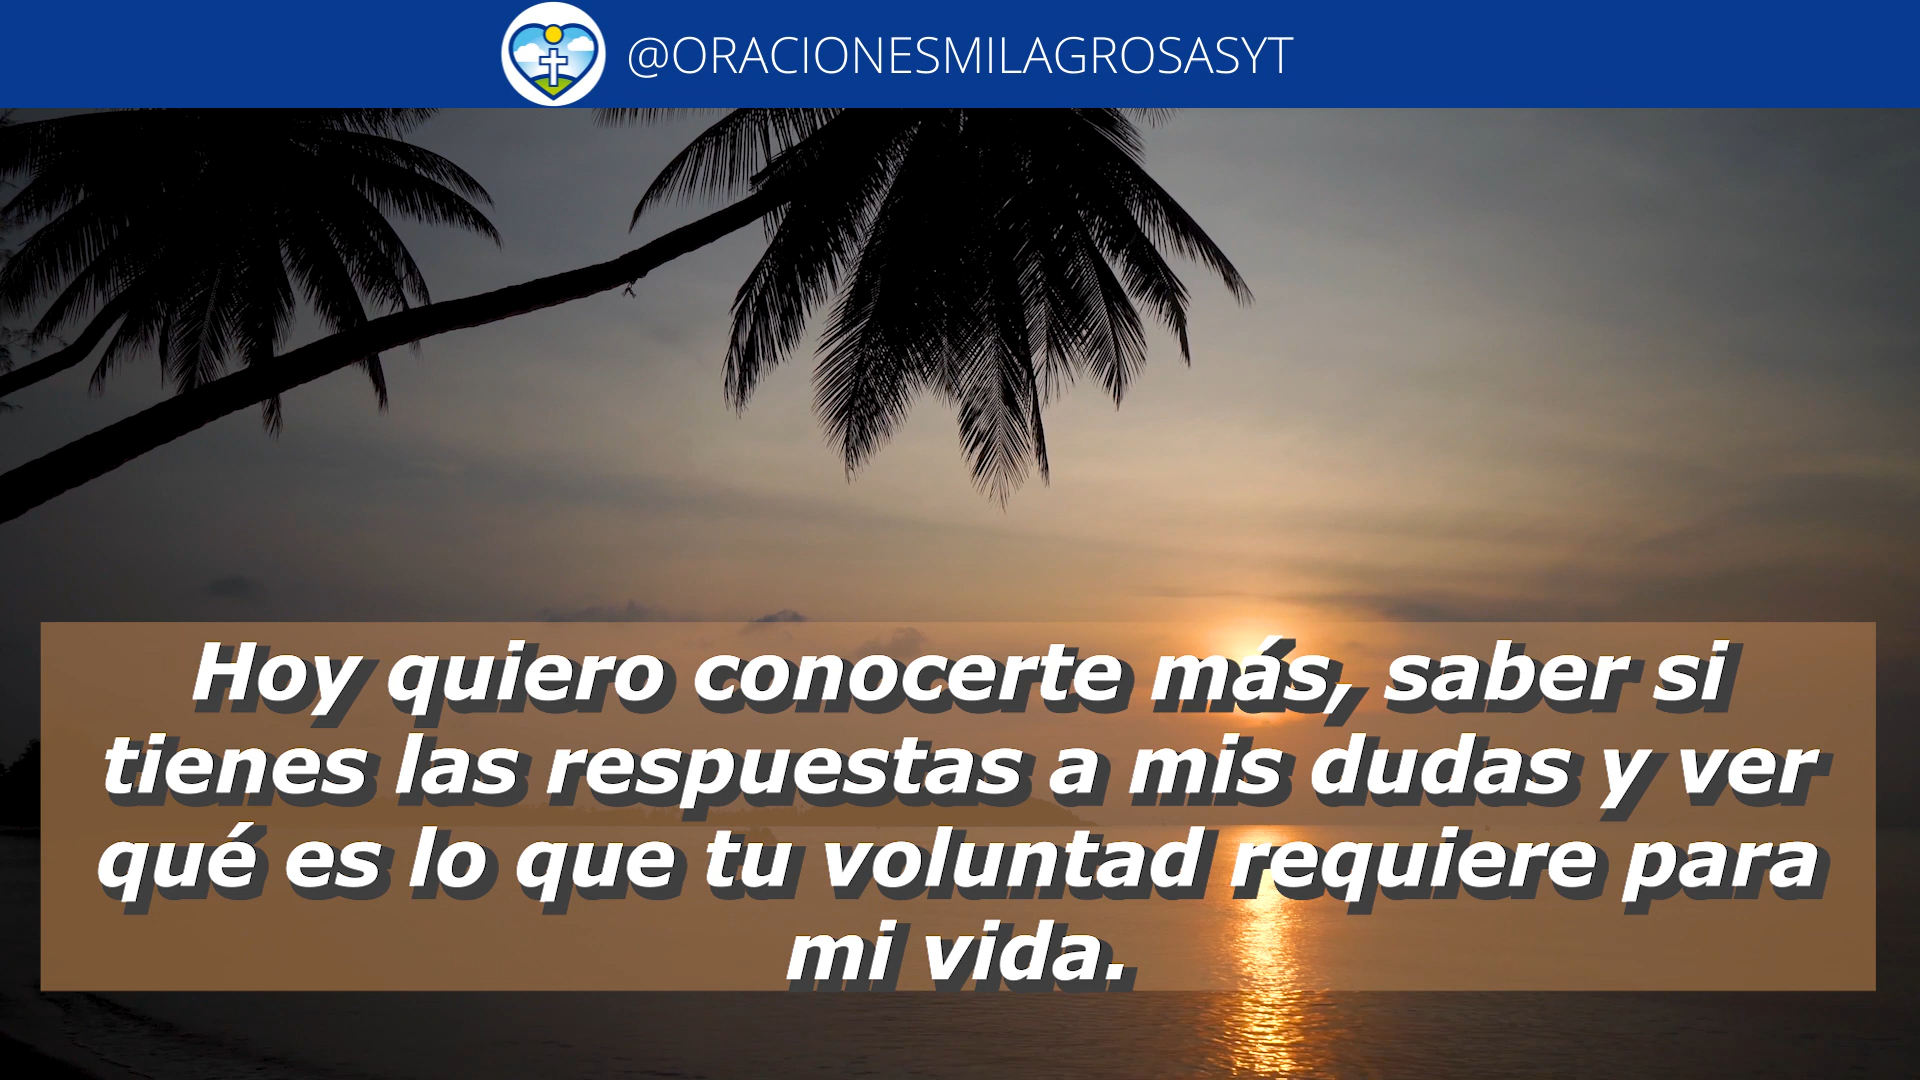 @ORACIONESMILAGROSASYT
Hoy quiero conocerte más, saber si
tienes las respuestas a mis dudas y ver
qué es lo que tu voluntad requiere para
mi vida.